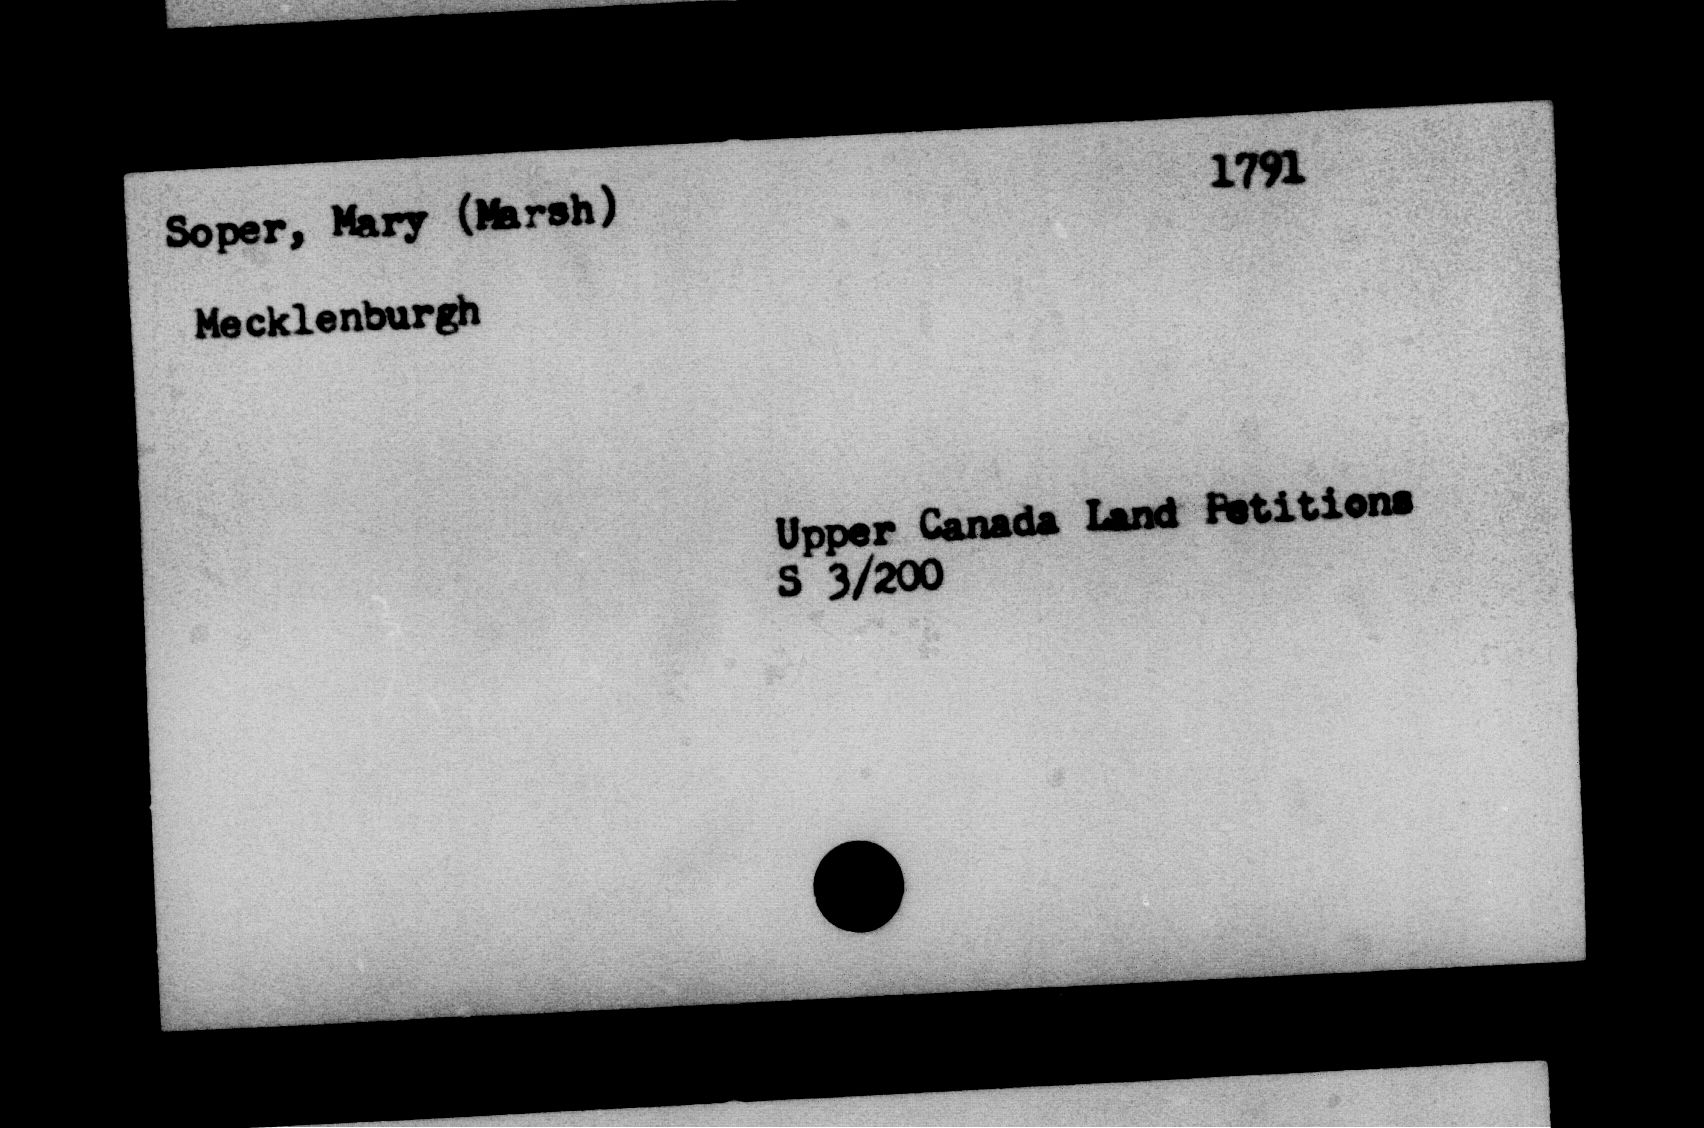 1791
Soper, Mary (Marsh)
Mecklenburgh
Upper Canada Land Petitions
S 3/200